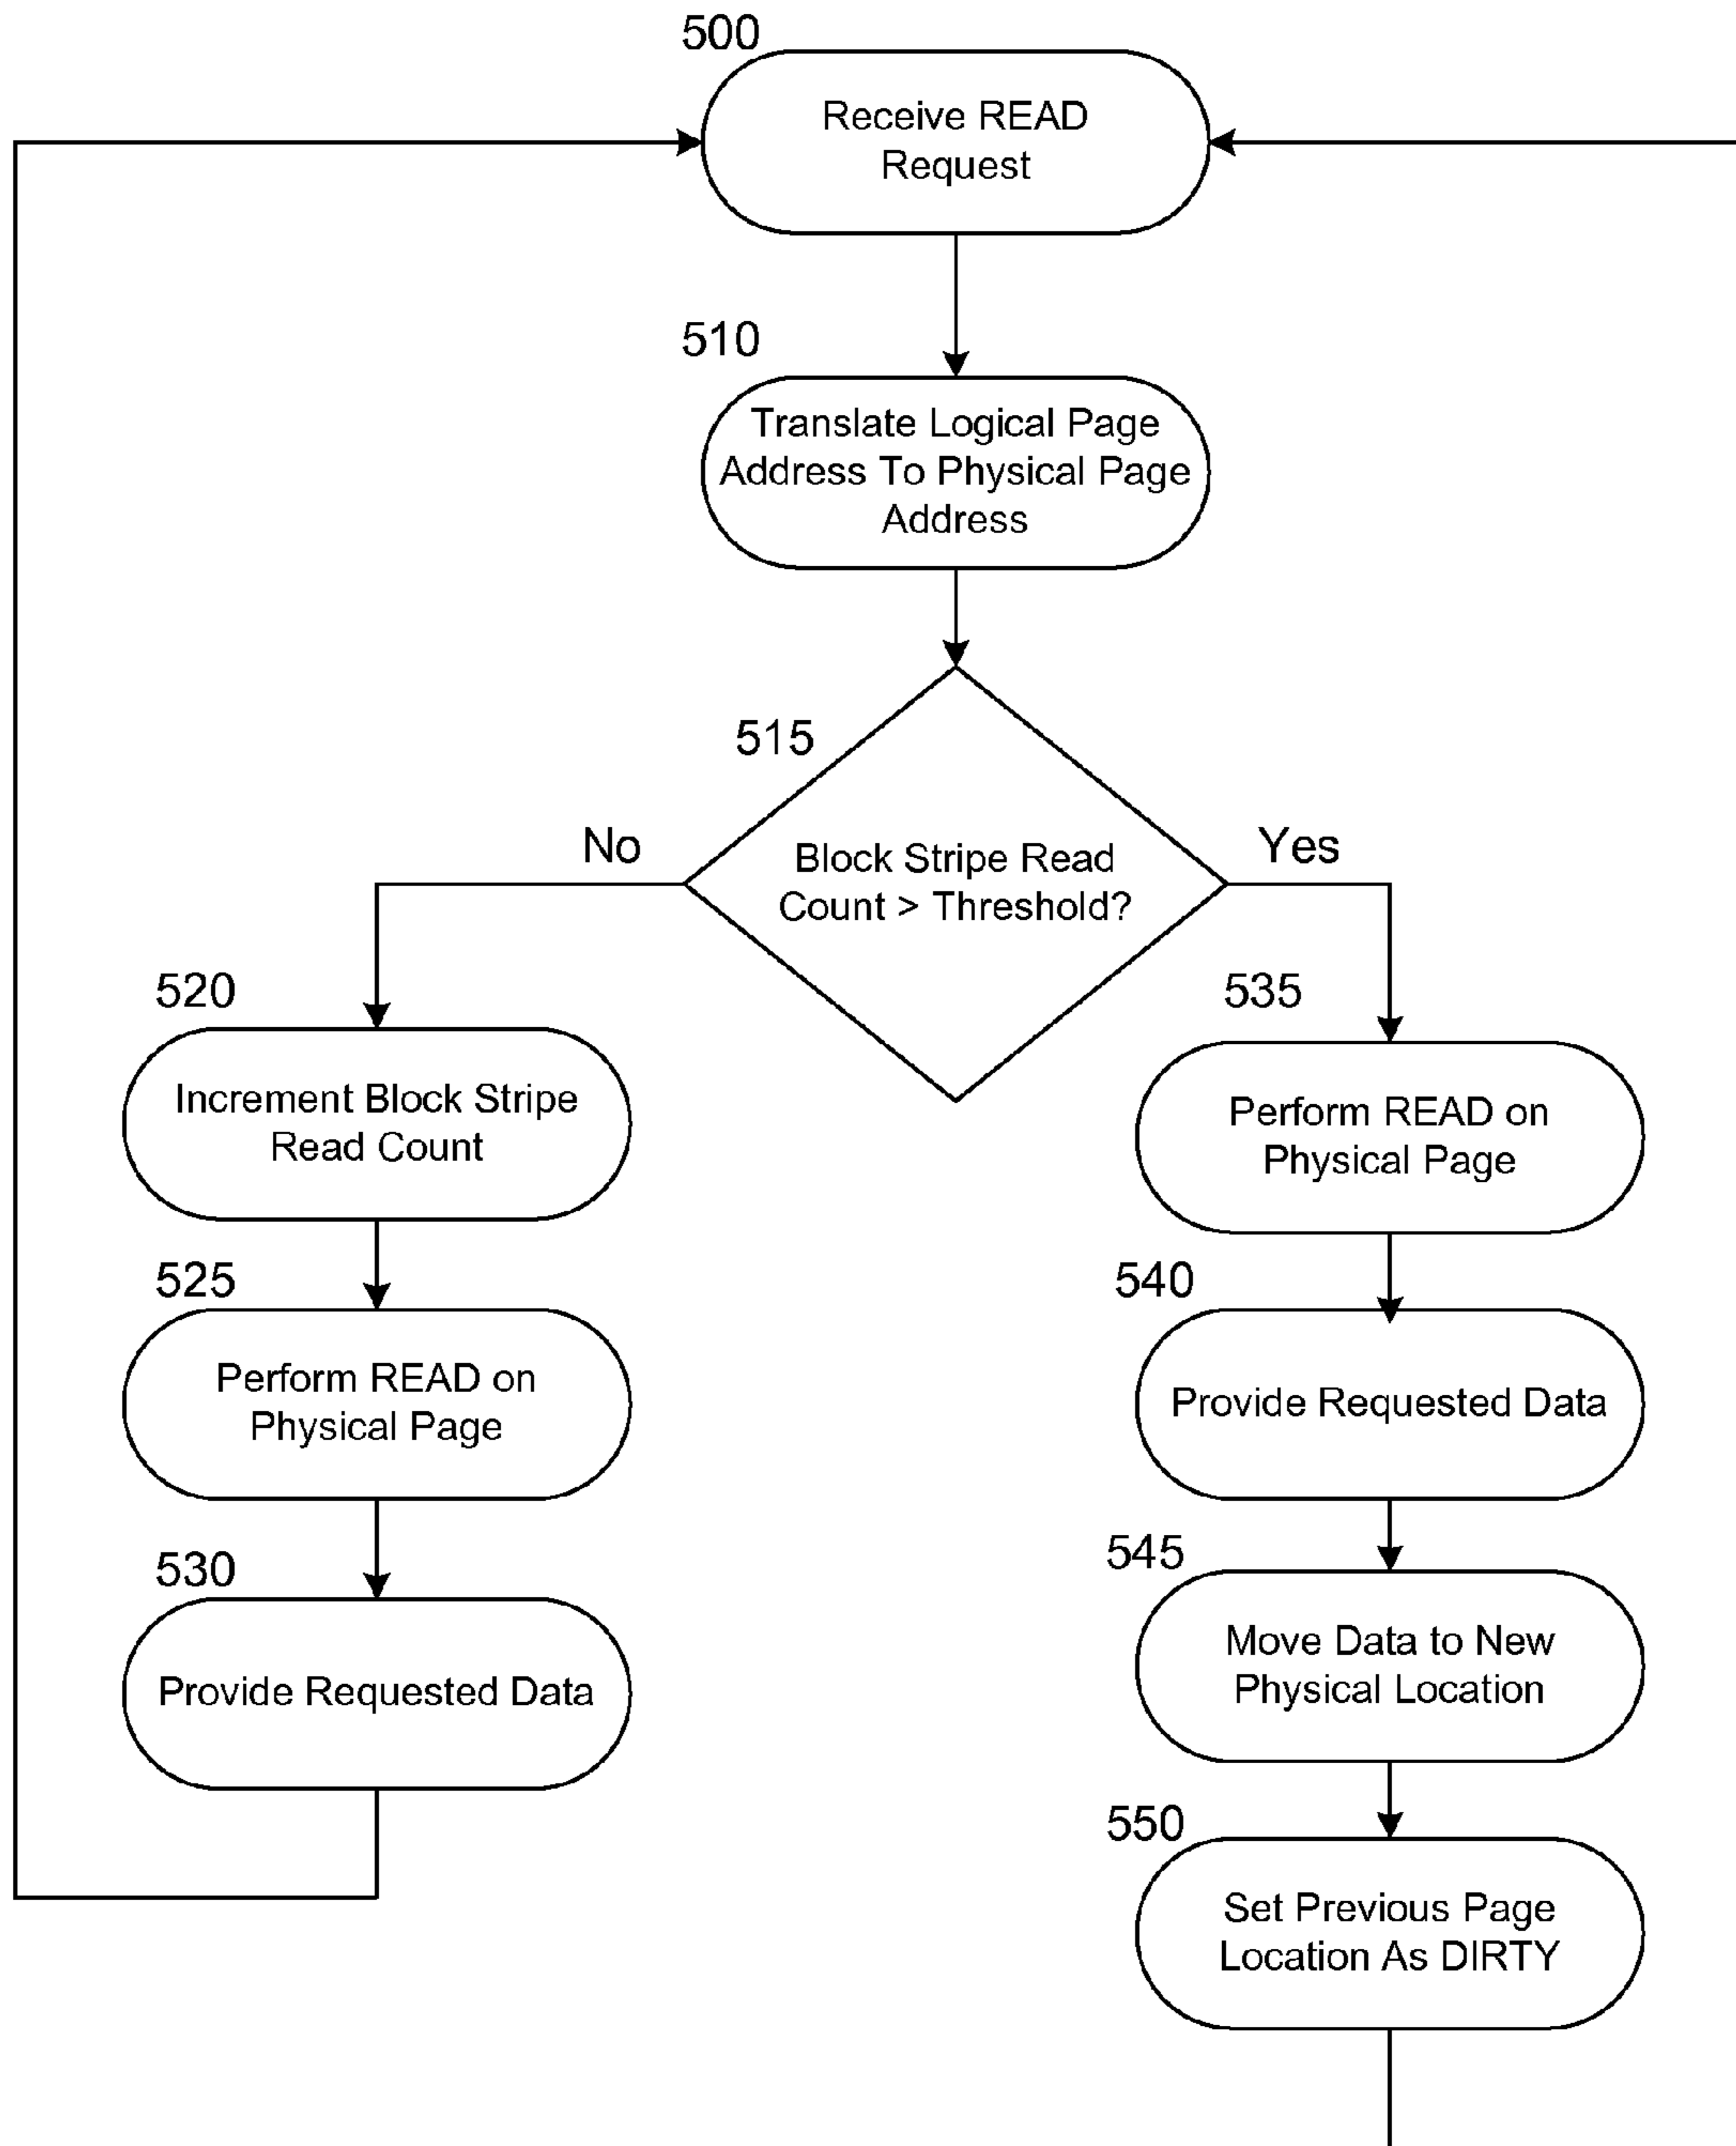 500
Receive READ
Request
510
Translate Logical Page
Address To Physical Page
Address
515
Block Stripe Read
Count > Threshold?
No
Yes
520
Increment Block Stripe
Read Count
525
Perform READ on
Physical Page
530
Provide Requested Data
535
Perform READ on
Physical Page
540
Provide Requested Data
545
Move Data to New
Physical Location
550
Set Previous Page
Location As DIRTY